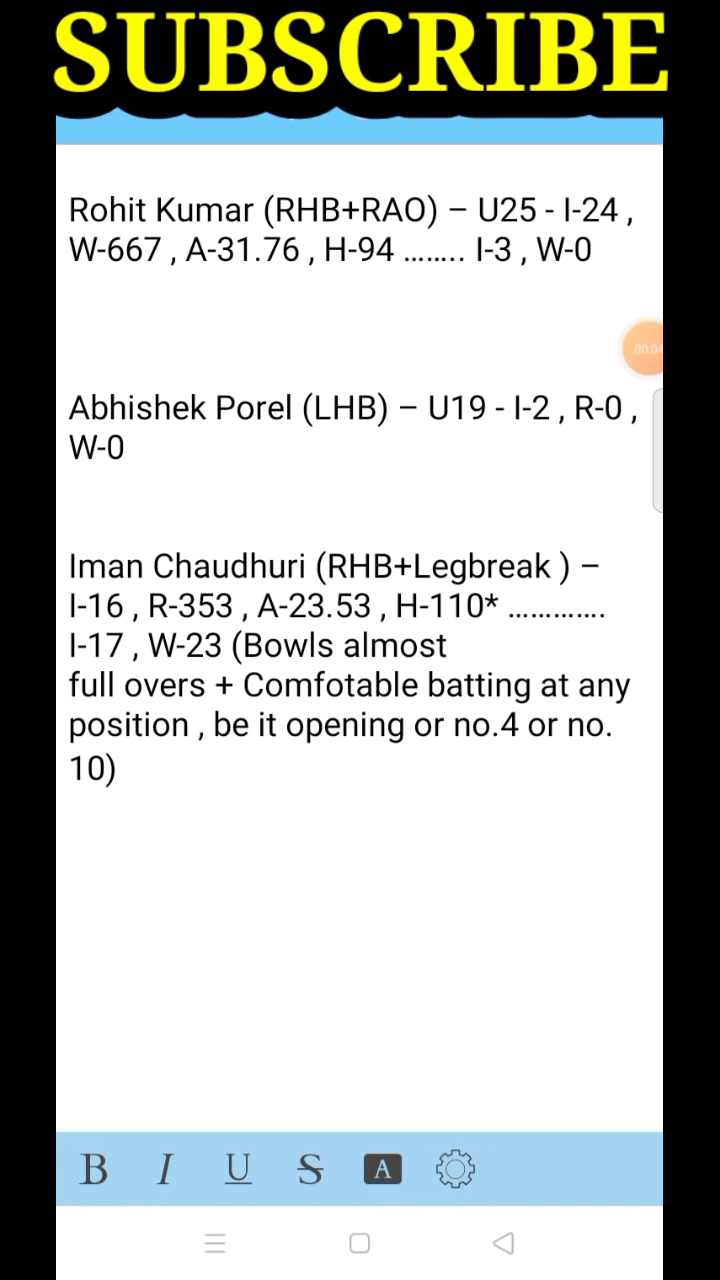 SUBSCRIBE
Rohit Kumar (RHB+RAO) – U25 - I-24 ,
W-667 , A-31.76 , H-94 …….. I-3 , W-0
00:04
Abhishek Porel (LHB) – U19 - I-2 , R-0 ,
W-0
Iman Chaudhuri (RHB+Legbreak ) –
I-16 , R-353 , A-23.53 , H-110* ………….
I-17 , W-23 (Bowls almost
full overs + Comfotable batting at any
position , be it opening or no.4 or no.
10)
B I U S A